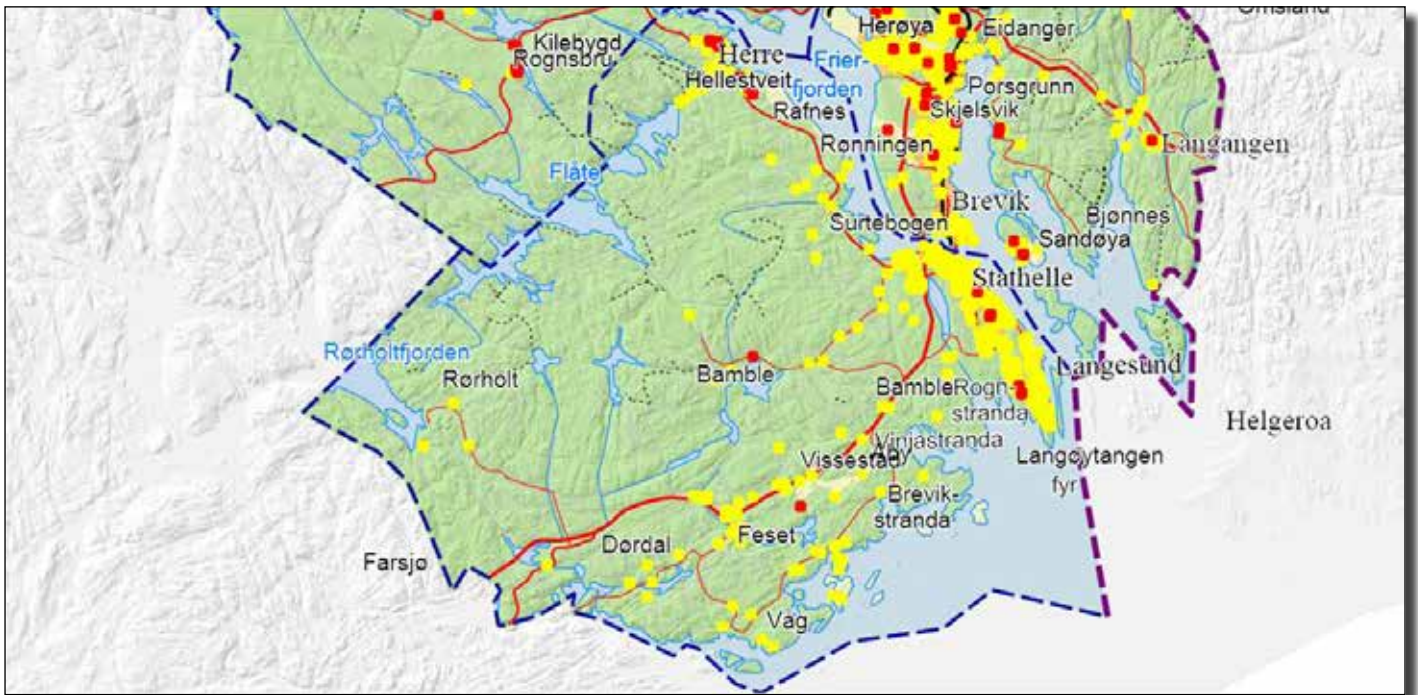 Herøya
Eidanger
Kilebygd
Rognsbru
Herre
Frier-
fjorden
Hellestveit
Porsgrunn
Rafnes
Skjelsvik
Rønningen
Langangen
Flåte
Brevik
Bjønnes
Surtebogen
Sandøya
Stathelle
Rørholtfjorden
Rørholt
Bamble
Langesund
Bamble
Rogn-
stranda
Helgeroa
Vinjastranda
Åby
Vissestad
Langøytangen
fyr
Brevik-
stranda
Feset
Dørdal
Farsjø
Våg